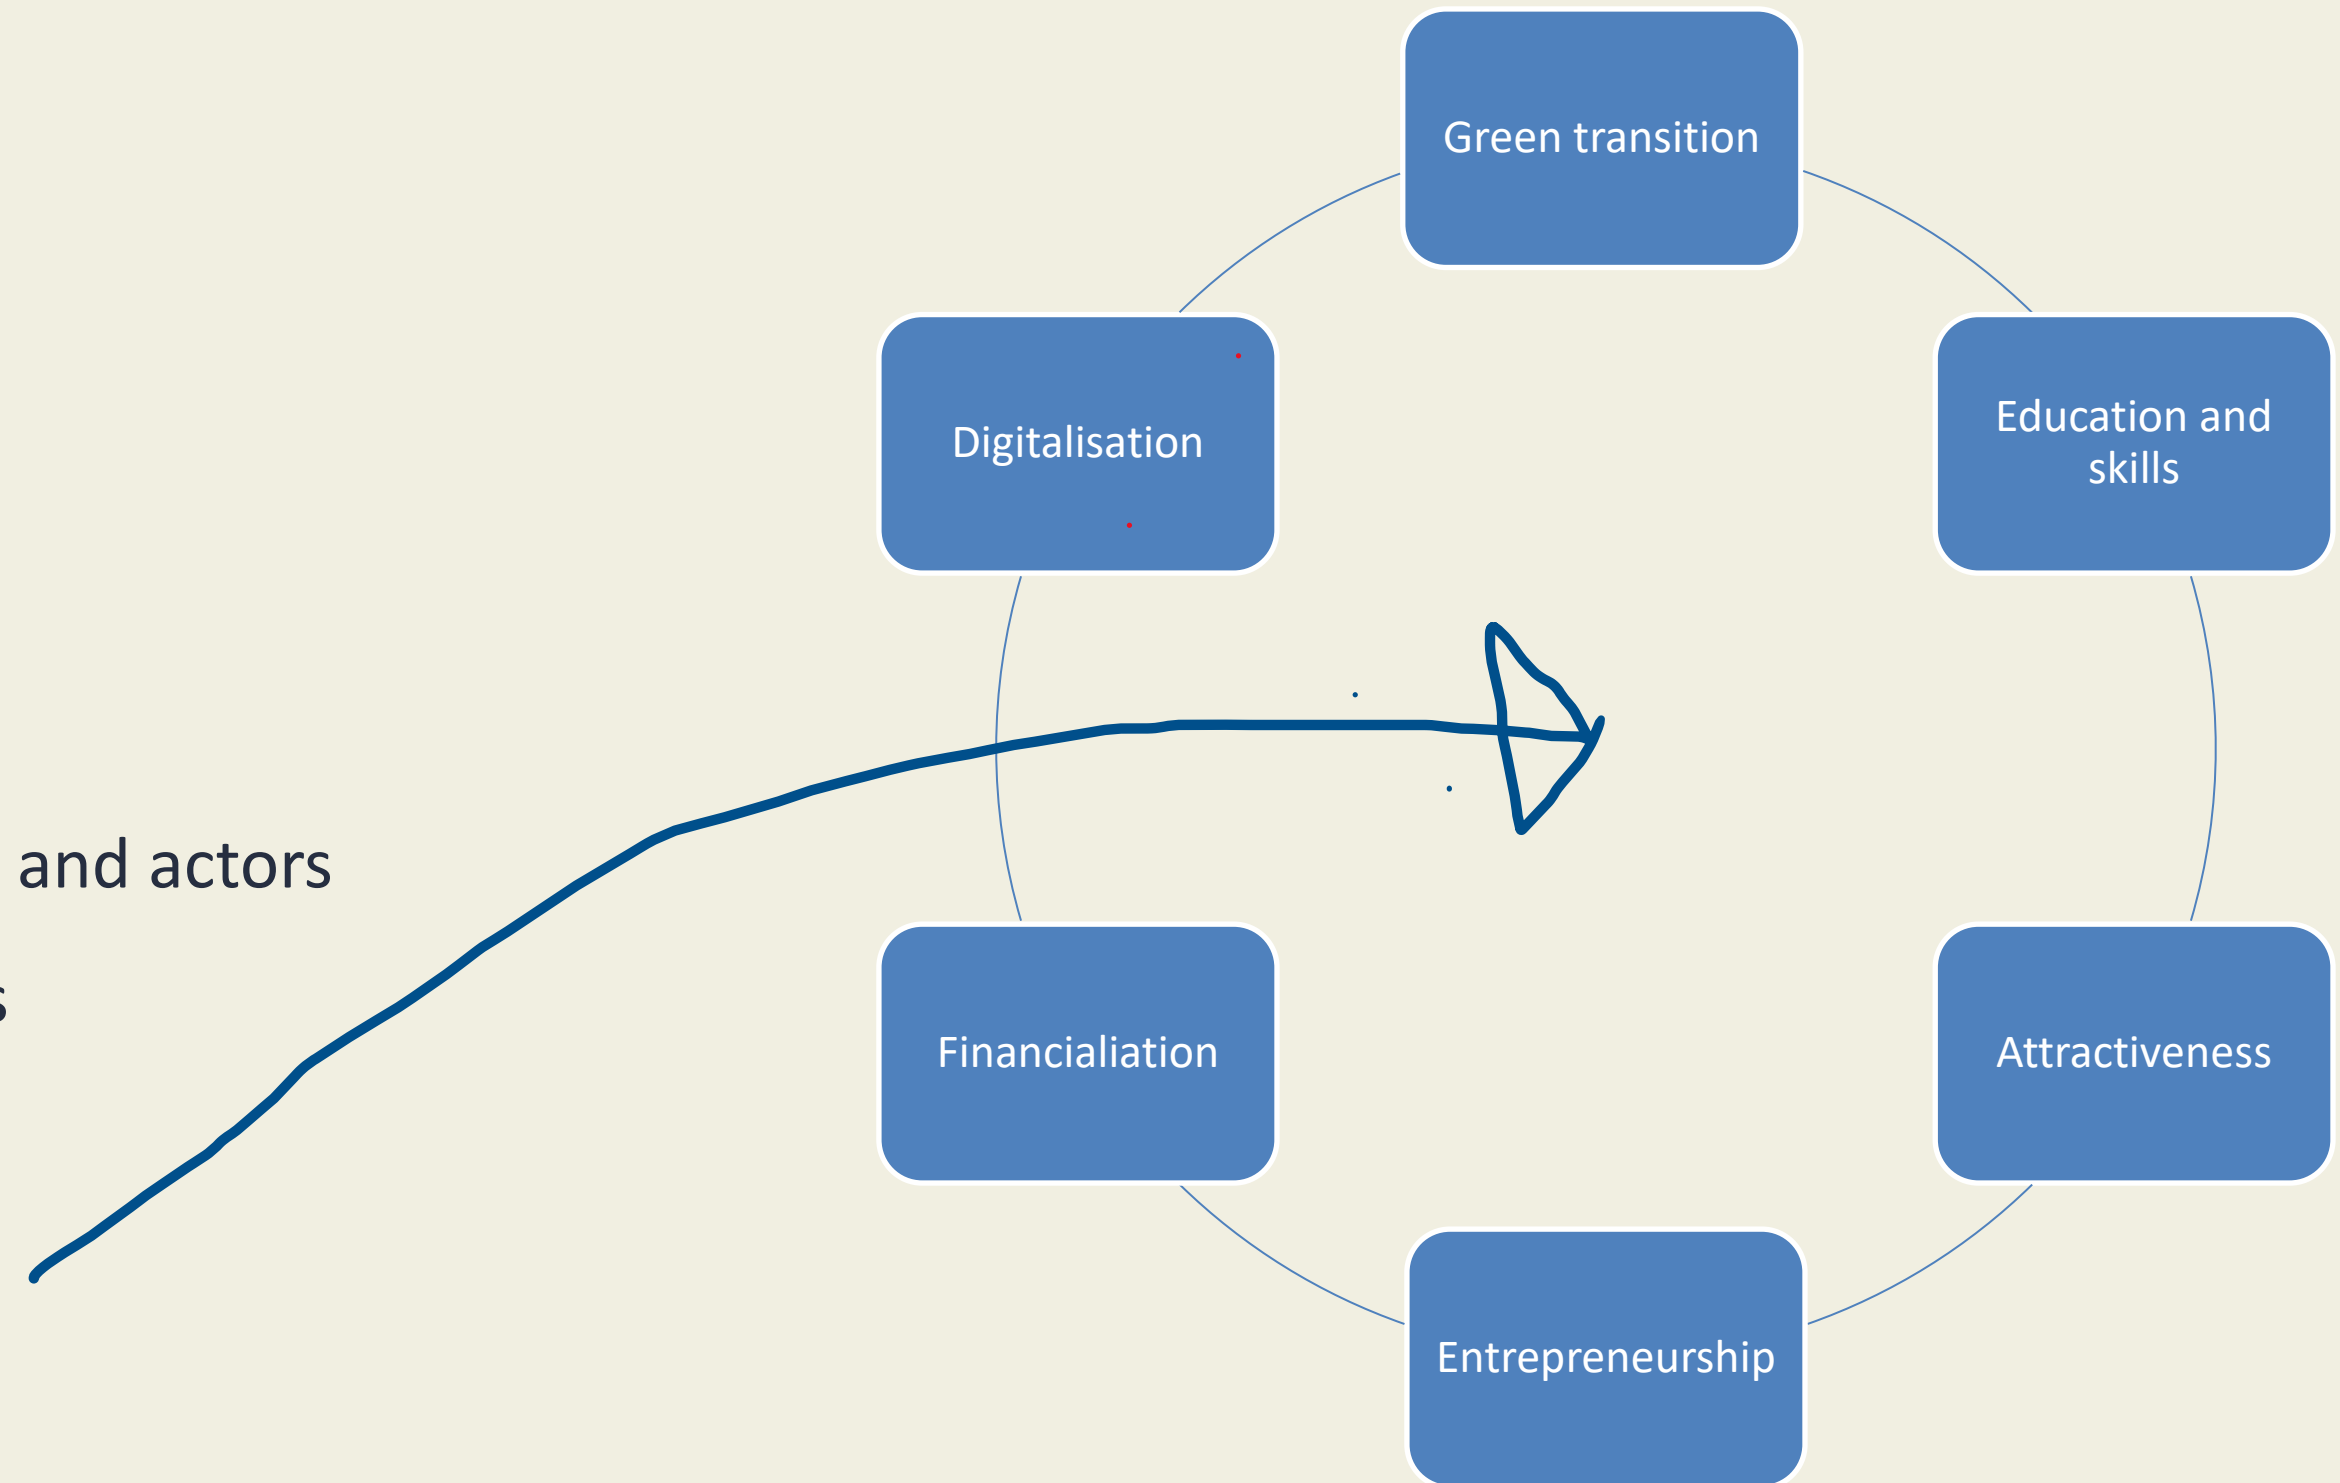 Green transition
Digitalisation
Education and
skills
and actors
s
Financialiation
Attractiveness
Entrepreneurship